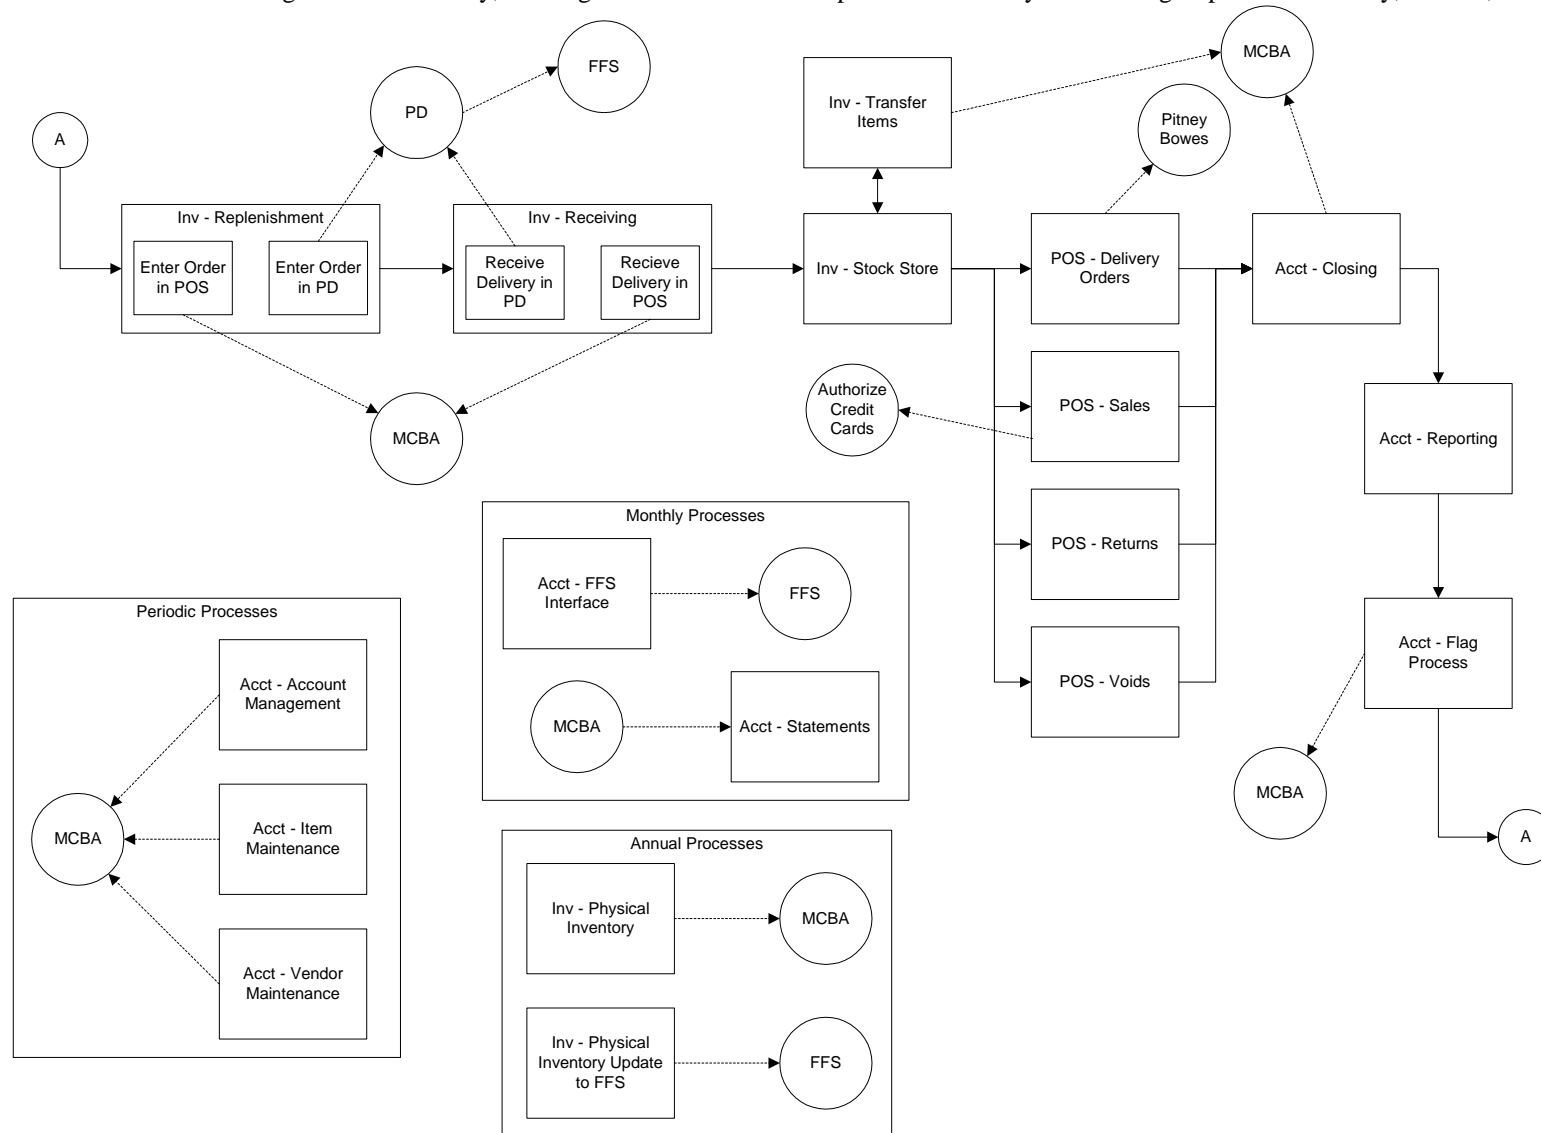 MCBA
FFS
PD
Inv - Transfer
Items
Pitney
Bowes
A
Inv - Replenishment
Inv - Receiving
Enter Order
in POS
Enter Order
in PD
Receive
Delivery in
PD
Recieve
Delivery in
POS
Inv - Stock Store
POS - Delivery
Orders
Acct - Closing
Authorize
Credit
Cards
POS - Sales
MCBA
Acct - Reporting
Monthly Processes
POS - Returns
Acct - FFS
Interface
FFS
Periodic Processes
Acct - Flag
Process
Acct - Account
Management
POS - Voids
MCBA
Acct - Statements
MCBA
A
MCBA
Acct - Item
Maintenance
Annual Processes
Inv - Physical
Inventory
MCBA
Acct - Vendor
Maintenance
Inv - Physical
Inventory Update
to FFS
FFS